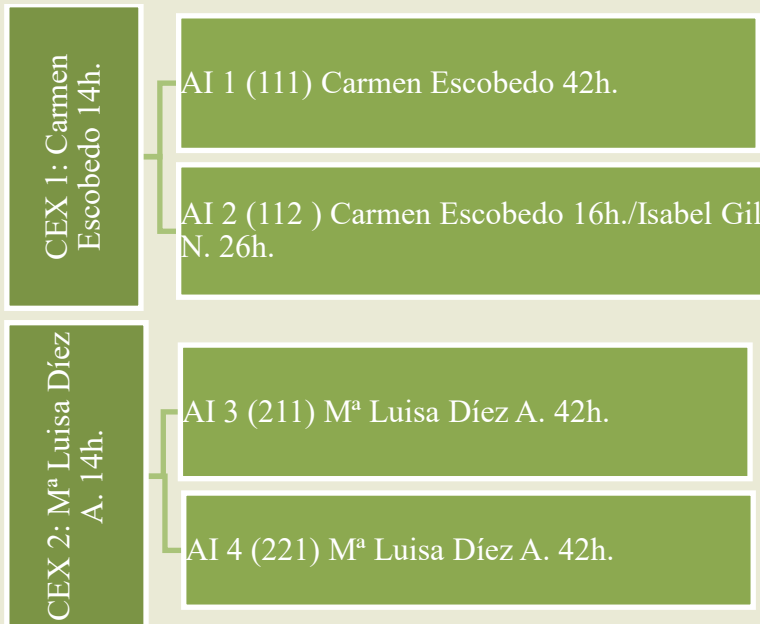 CEX 1: Carmen
Escobedo 14h.
AI 1 (111) Carmen Escobedo 42h.
AI 2 (112 ) Carmen Escobedo 16h./Isabel Gil
N. 26h.
CEX 2: Mª Luisa Díez
A. 14h.
AI 3 (211) Mª Luisa Díez A. 42h.
AI 4 (221) Mª Luisa Díez A. 42h.